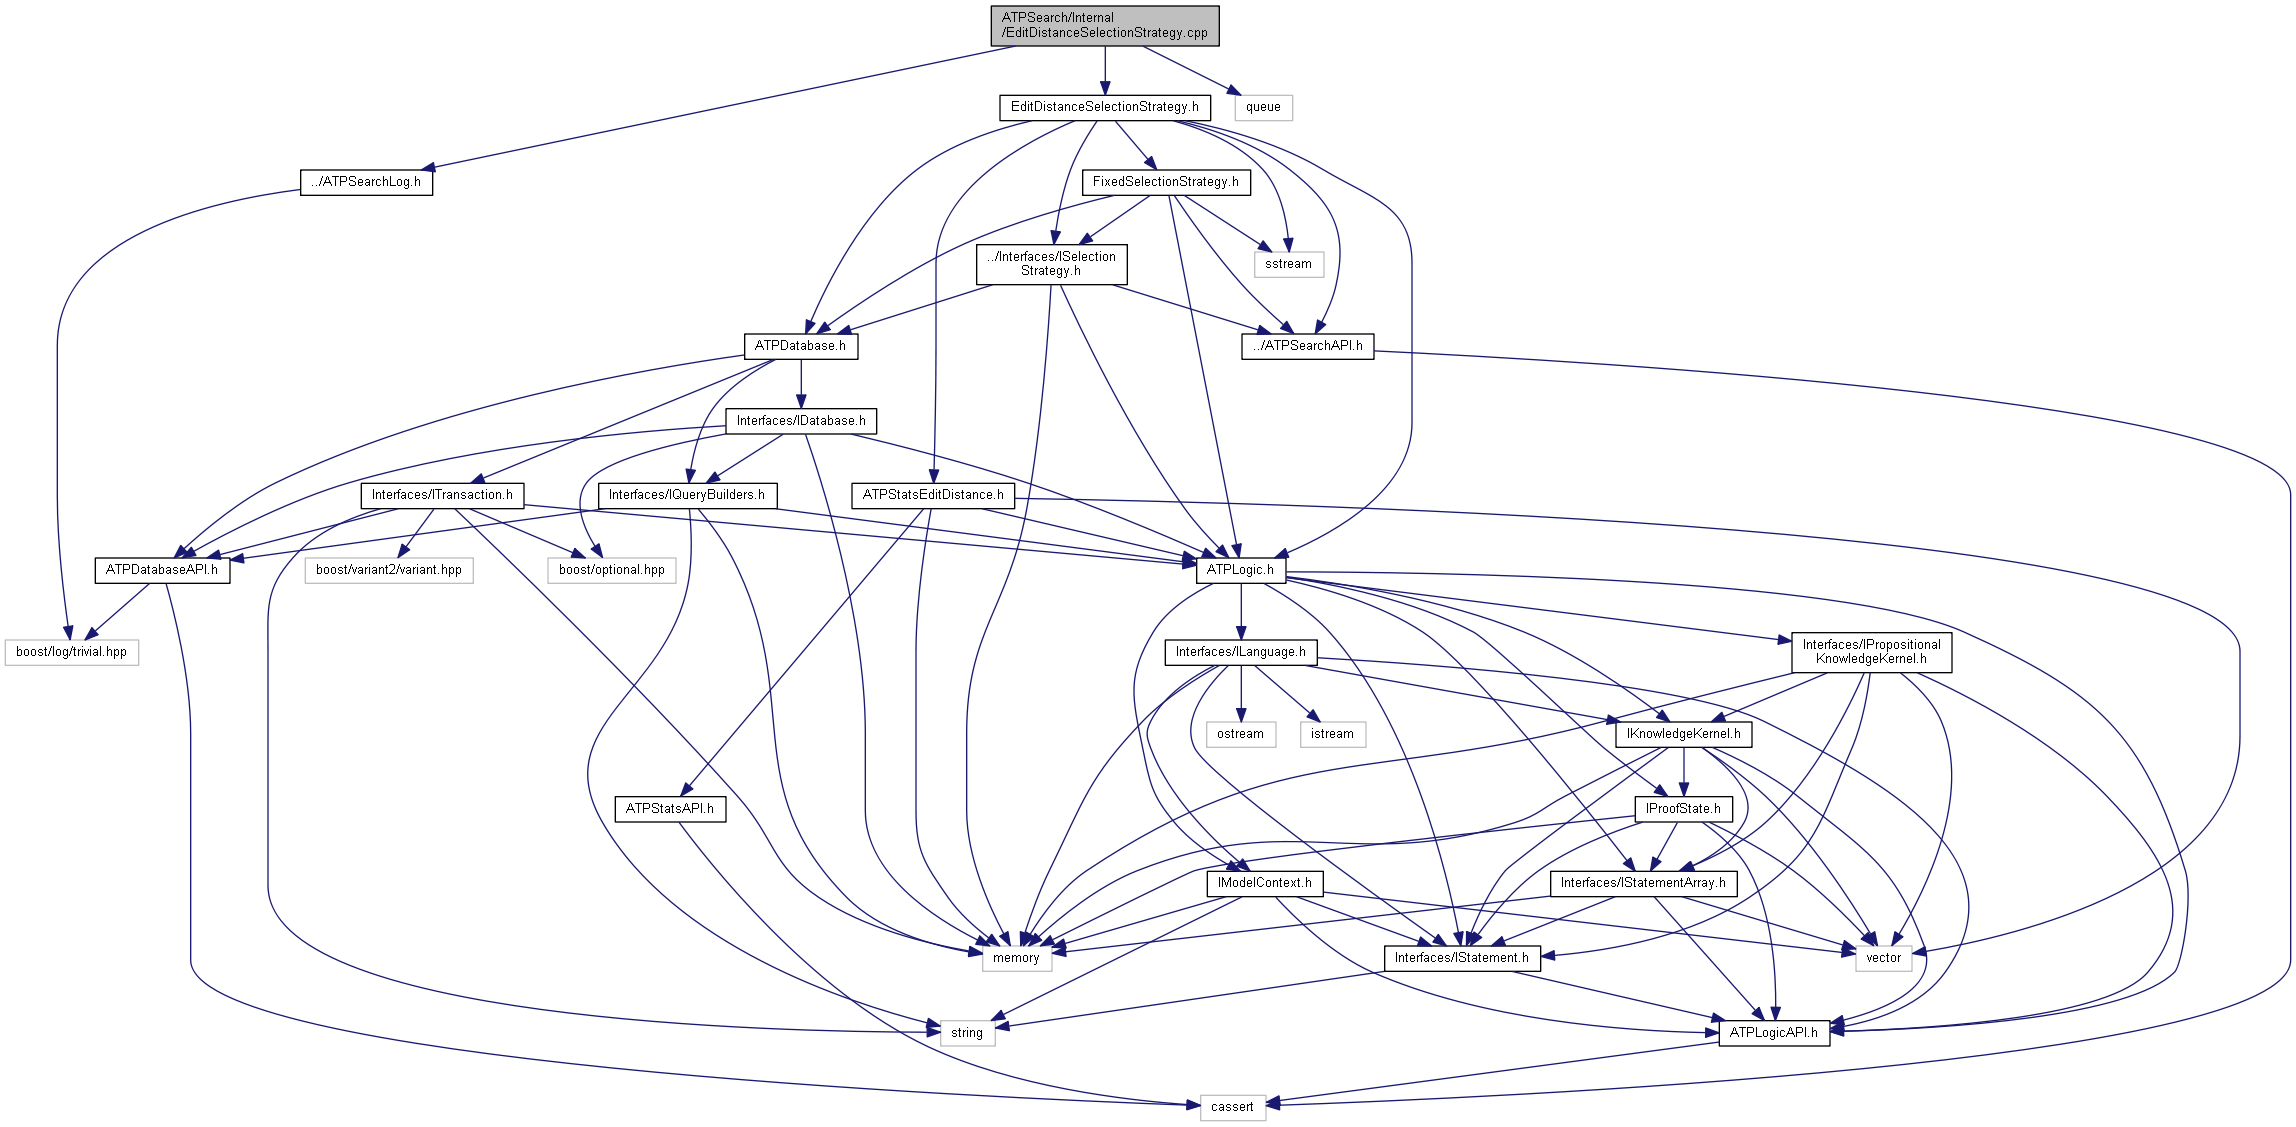 ATPSearch/Internal
/EditDistanceSelectionStrategy.cpp
EditDistanceSelectionStrategy.h
queue
../ATPSearchLog.h
FixedSelectionStrategy.h
../Interfaces/ISelection
Strategy.h
sstream
ATPDatabase.h
../ATPSearchAPI.h
Interfaces/IDatabase.h
Interfaces/ITransaction.h
Interfaces/IQueryBuilders.h
ATPStatsEditDistance.h
ATPDatabaseAPI.h
boost/variant2/variant.hpp
boost/optional.hpp
ATPLogic.h
boost/log/trivial.hpp
Interfaces/ILanguage.h
Interfaces/IPropositional
KnowledgeKernel.h
ostream
istream
IKnowledgeKernel.h
ATPStatsAPI.h
IProofState.h
IModelContext.h
Interfaces/IStatementArray.h
memory
Interfaces/IStatement.h
vector
string
ATPLogicAPI.h
cassert